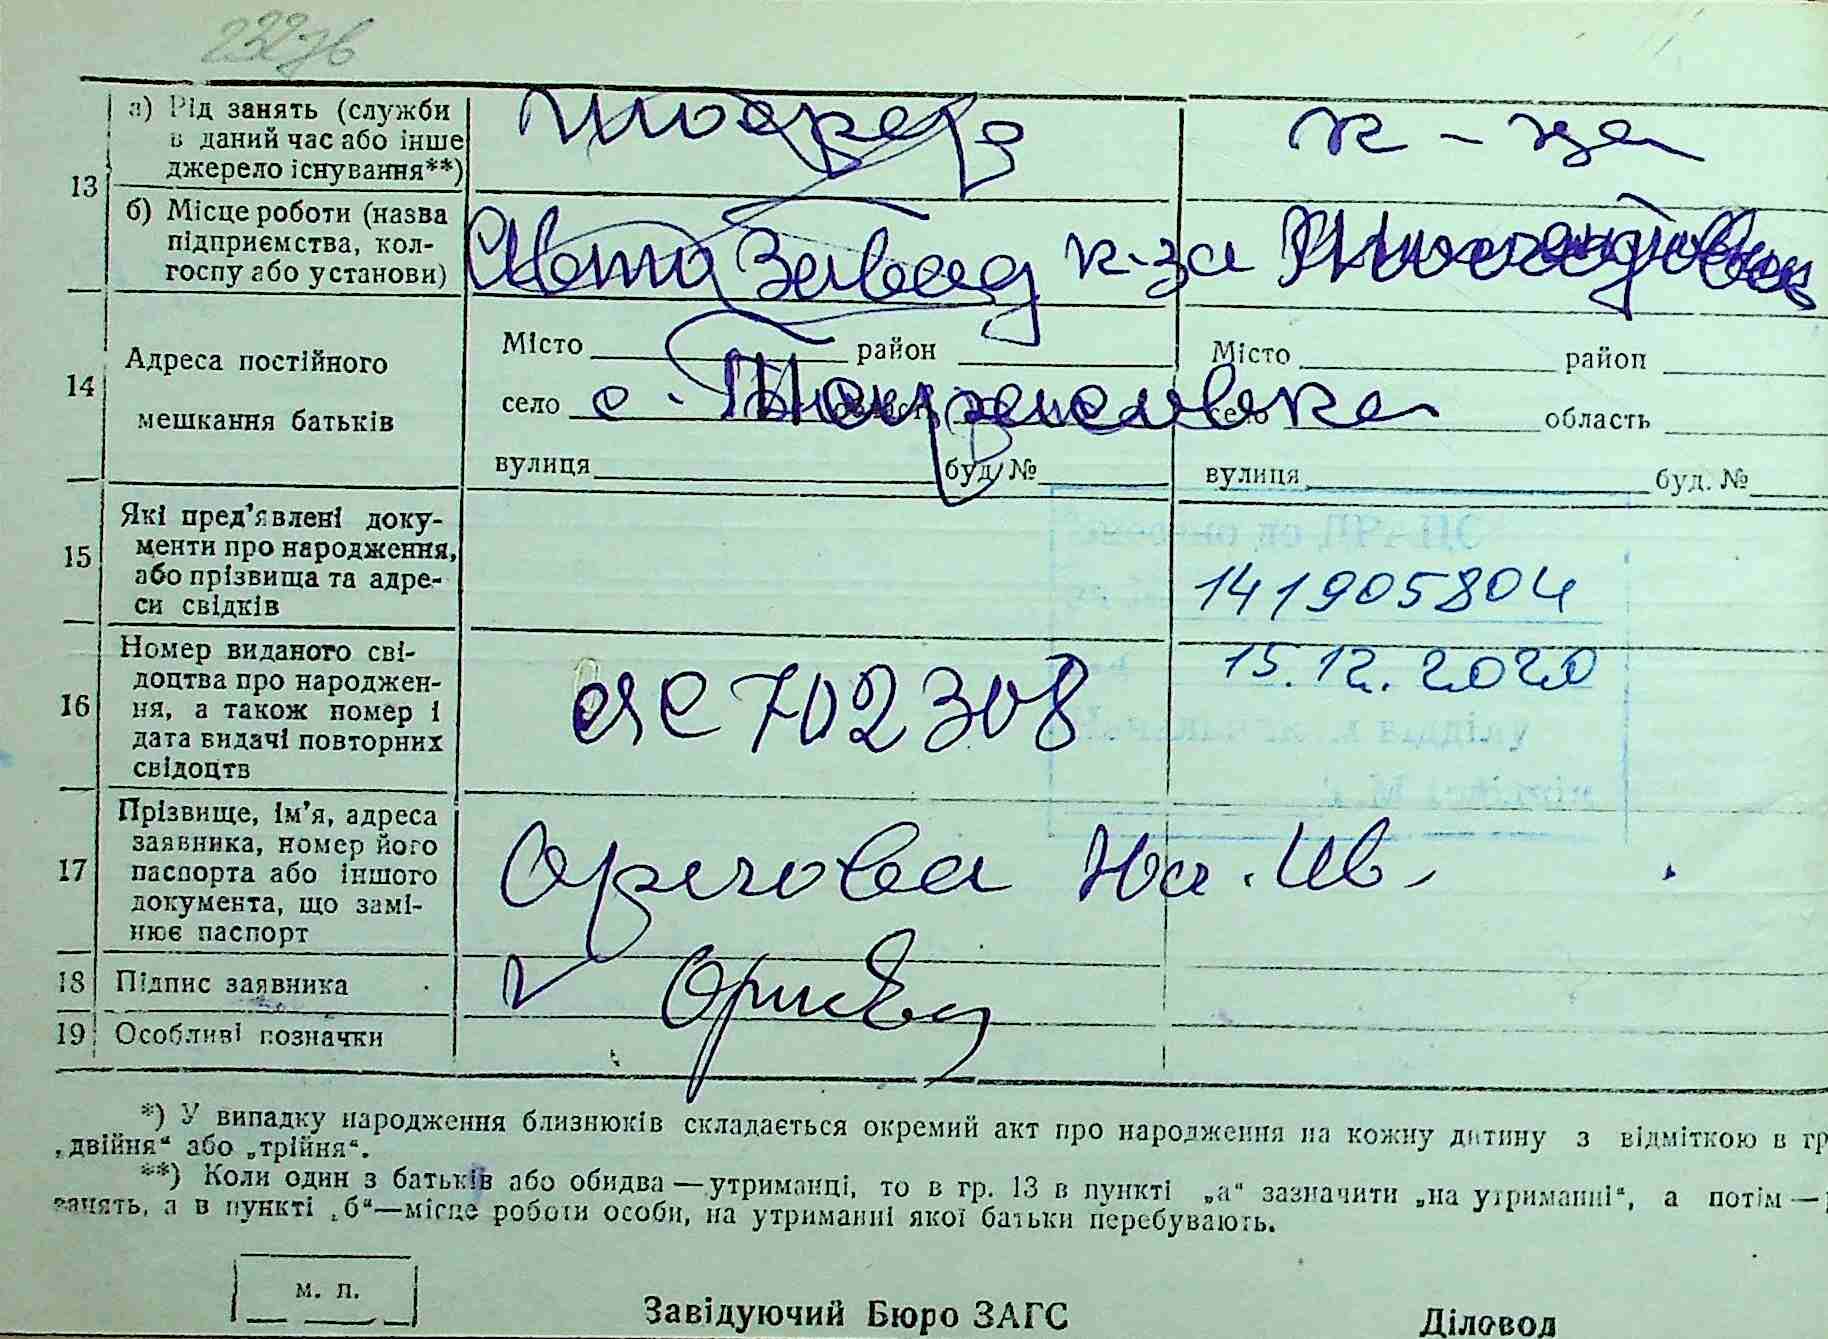 13
а) Рід занять (служби
в даний час або інше
джерело існування**)
к-ца
б) Місце роботи (назва
підприємства, кол-
госпу або установи)
Автозавод
к-за
14
Адреса постійного
мешкання батьків
Місто район
село с. область
вулиця буд. №
Місто район
село область
вулиця буд. №
15
Які пред'явлені доку-
менти про народження,
або прізвища та адре-
си свідків
141905804
15.12.2020
16
Номер виданого сві-
доцтва про народжен-
ня, а також номер і
дата видачі повторних
свідоцтв
702308
17
Прізвище, ім'я, адреса
заявника, номер його
паспорта або іншого
документа, що замі-
нює паспорт
Ив.
18
Підпис заявника
19
Особливі позначки
*) У випадку народження близнюків складається окремий акт про народження на кожну дитину з відміткою в гр
„двійня“ або „трійня“.
**) Коли один з батьків або обидва — утриманці, то в гр. 13 в пункті „а“ зазначити „на утриманні“, а потім —
занять, а в пункті „б“—місце роботи особи, на утриманні якої батьки перебувають.
м. п.
Завідуючий Бюро ЗАГС
Діловод